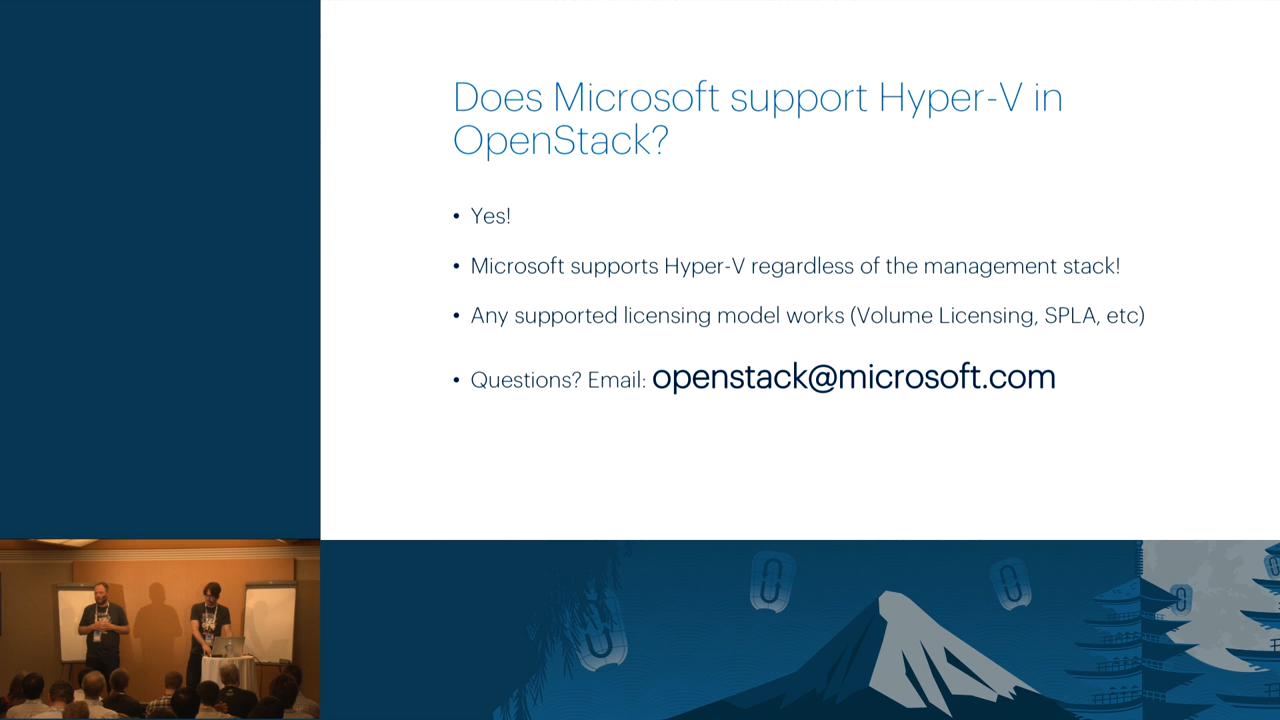 Does Microsoft support Hyper-V in
OpenStack?
• Yes!
• Microsoft supports Hyper-V regardless of the management stack!
• Any supported licensing model works (Volume Licensing, SPLA, etc)
• Questions? Email: openstack@microsoft.com